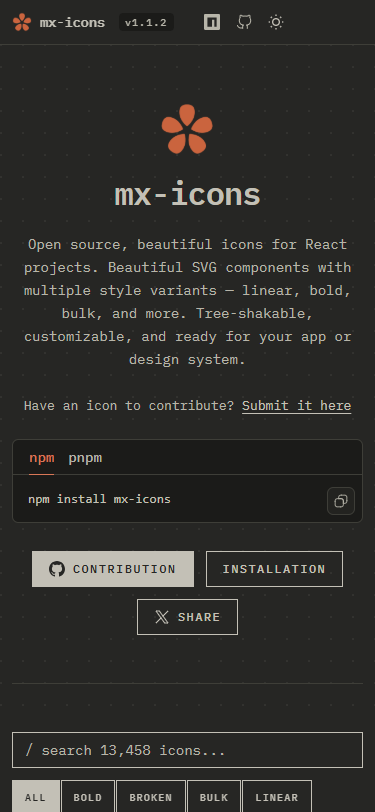 mx-icons v1.1.2
mx-icons
Open source, beautiful icons for React
projects. Beautiful SVG components with
multiple style variants — linear, bold,
bulk, and more. Tree-shakable,
customizable, and ready for your app or
design system.
Have an icon to contribute? Submit it here
npm pnpm
npm install mx-icons
CONTRIBUTION INSTALLATION
SHARE
/ search 13,458 icons...
ALL BOLD BROKEN BULK LINEAR